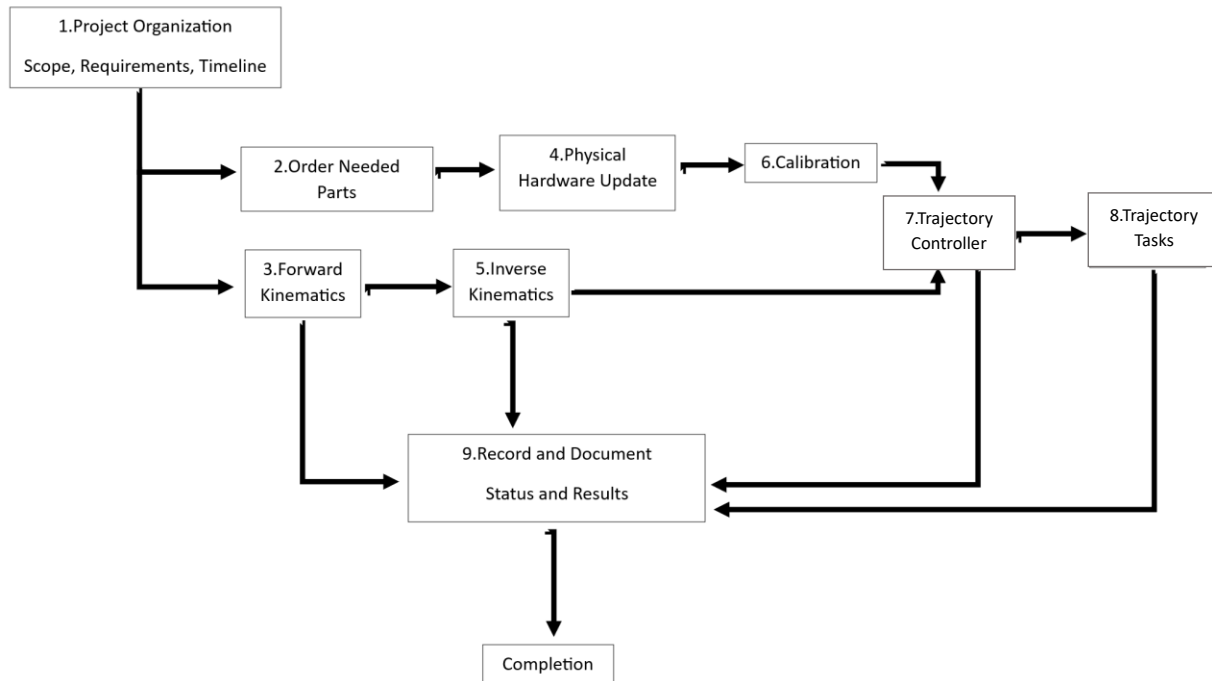 1.Project Organization
Scope, Requirements, Timeline
2.Order Needed
Parts
4.Physical
Hardware Update
6.Calibration
7.Trajectory
Controller
8.Trajectory
Tasks
3.Forward
Kinematics
5.Inverse
Kinematics
9.Record and Document
Status and Results
Completion